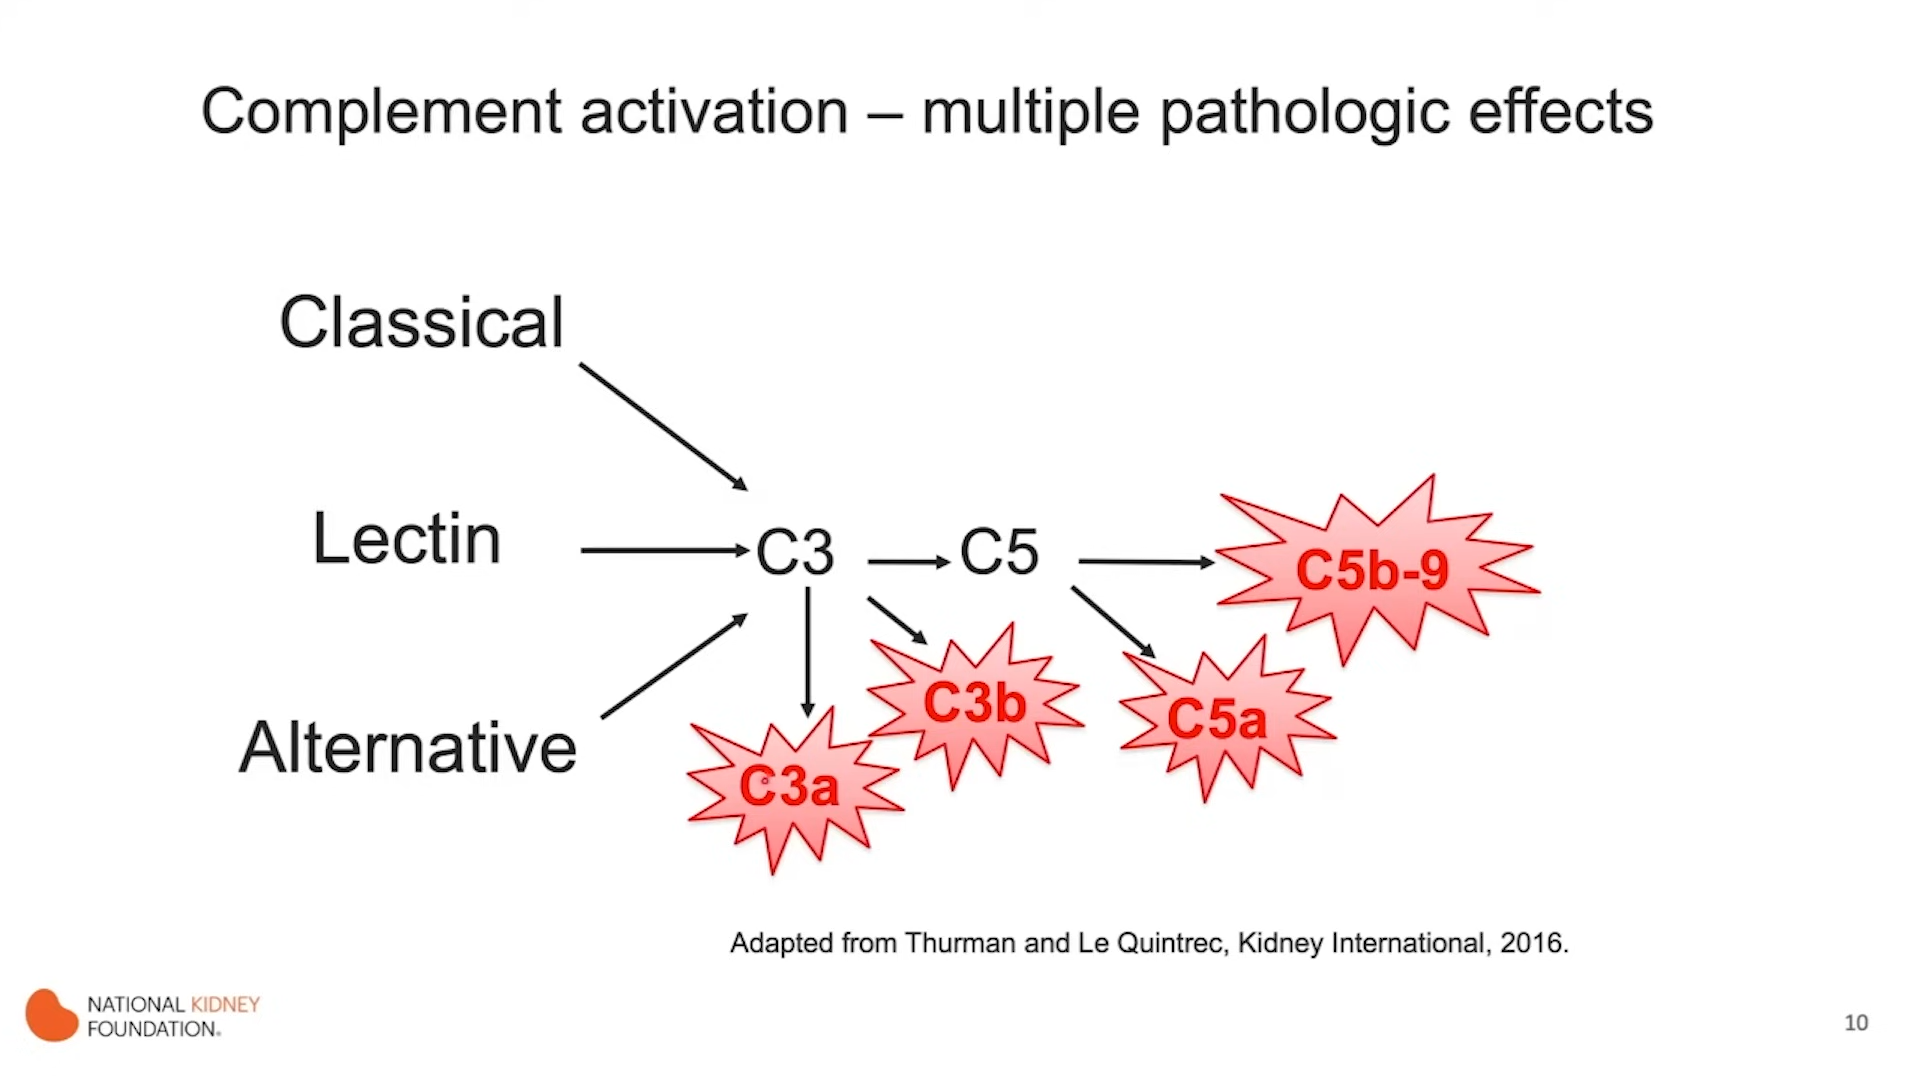 Complement activation – multiple pathologic effects
Classical
Lectin
Alternative
C3
C5
C5b-9
C3b
C5a
C3a
Adapted from Thurman and Le Quintrec, Kidney International, 2016.
NATIONAL KIDNEY
FOUNDATION®
10